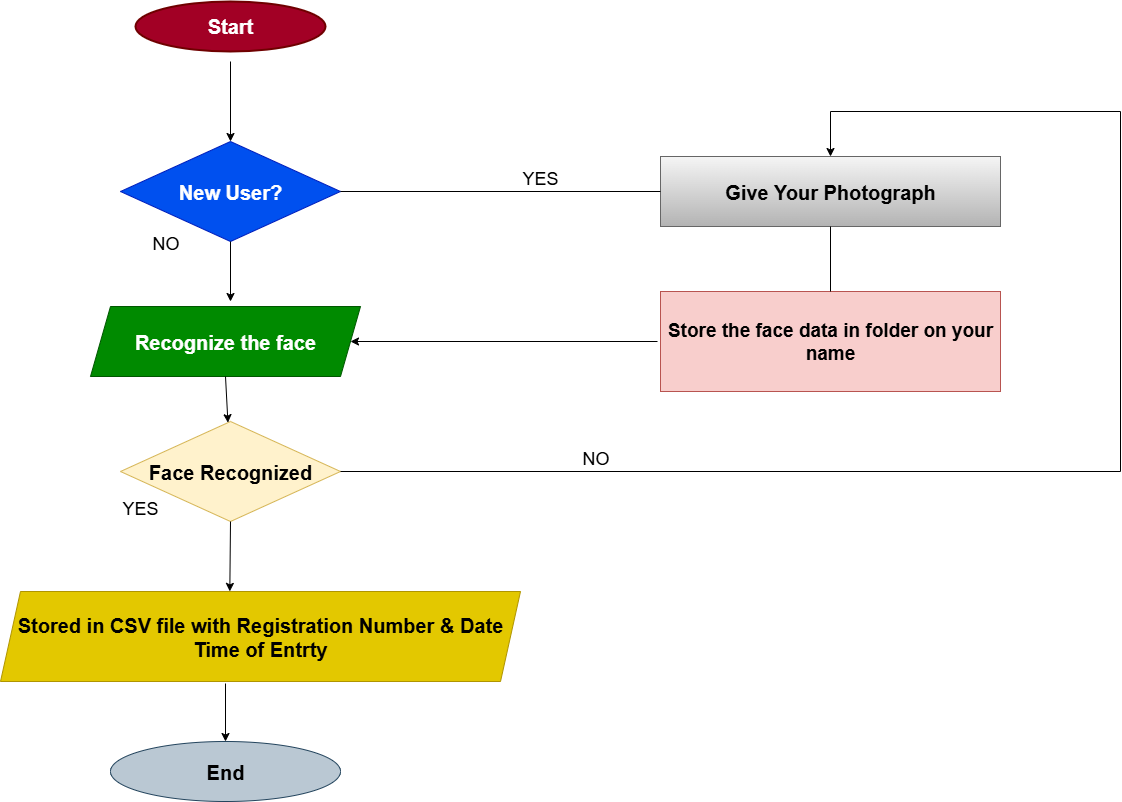 Start
New User?
YES
Give Your Photograph
NO
Recognize the face
Store the face data in folder on your
name
Face Recognized
NO
YES
Stored in CSV file with Registration Number & Date
Time of Entrty
End